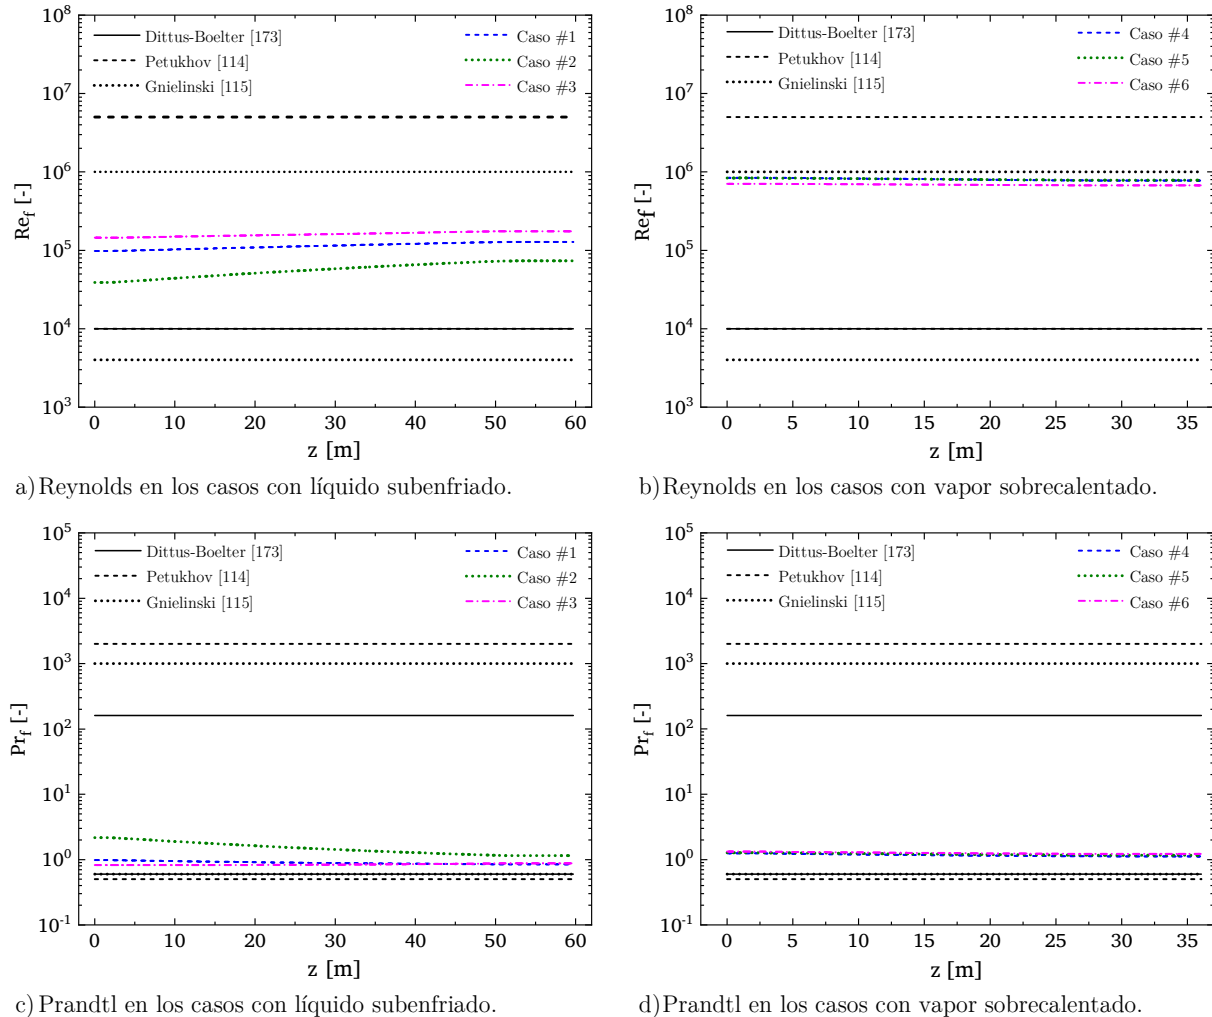 10^8
10^7
10^6
10^5
10^4
10^3
Re_f [-]
Dittus-Boelter [173]
Petukhov [114]
Gnielinski [115]
Caso #1
Caso #2
Caso #3
0 10 20 30 40 50 60
z [m]
a) Reynolds en los casos con líquido subenfriado.
10^8
10^7
10^6
10^5
10^4
10^3
Re_f [-]
Dittus-Boelter [173]
Petukhov [114]
Gnielinski [115]
Caso #4
Caso #5
Caso #6
0 5 10 15 20 25 30 35
z [m]
b) Reynolds en los casos con vapor sobrecalentado.
10^5
10^4
10^3
10^2
10^1
10^0
10^-1
Pr_f [-]
Dittus-Boelter [173]
Petukhov [114]
Gnielinski [115]
Caso #1
Caso #2
Caso #3
0 10 20 30 40 50 60
z [m]
c) Prandtl en los casos con líquido subenfriado.
10^5
10^4
10^3
10^2
10^1
10^0
10^-1
Pr_f [-]
Dittus-Boelter [173]
Petukhov [114]
Gnielinski [115]
Caso #4
Caso #5
Caso #6
0 5 10 15 20 25 30 35
z [m]
d) Prandtl en los casos con vapor sobrecalentado.